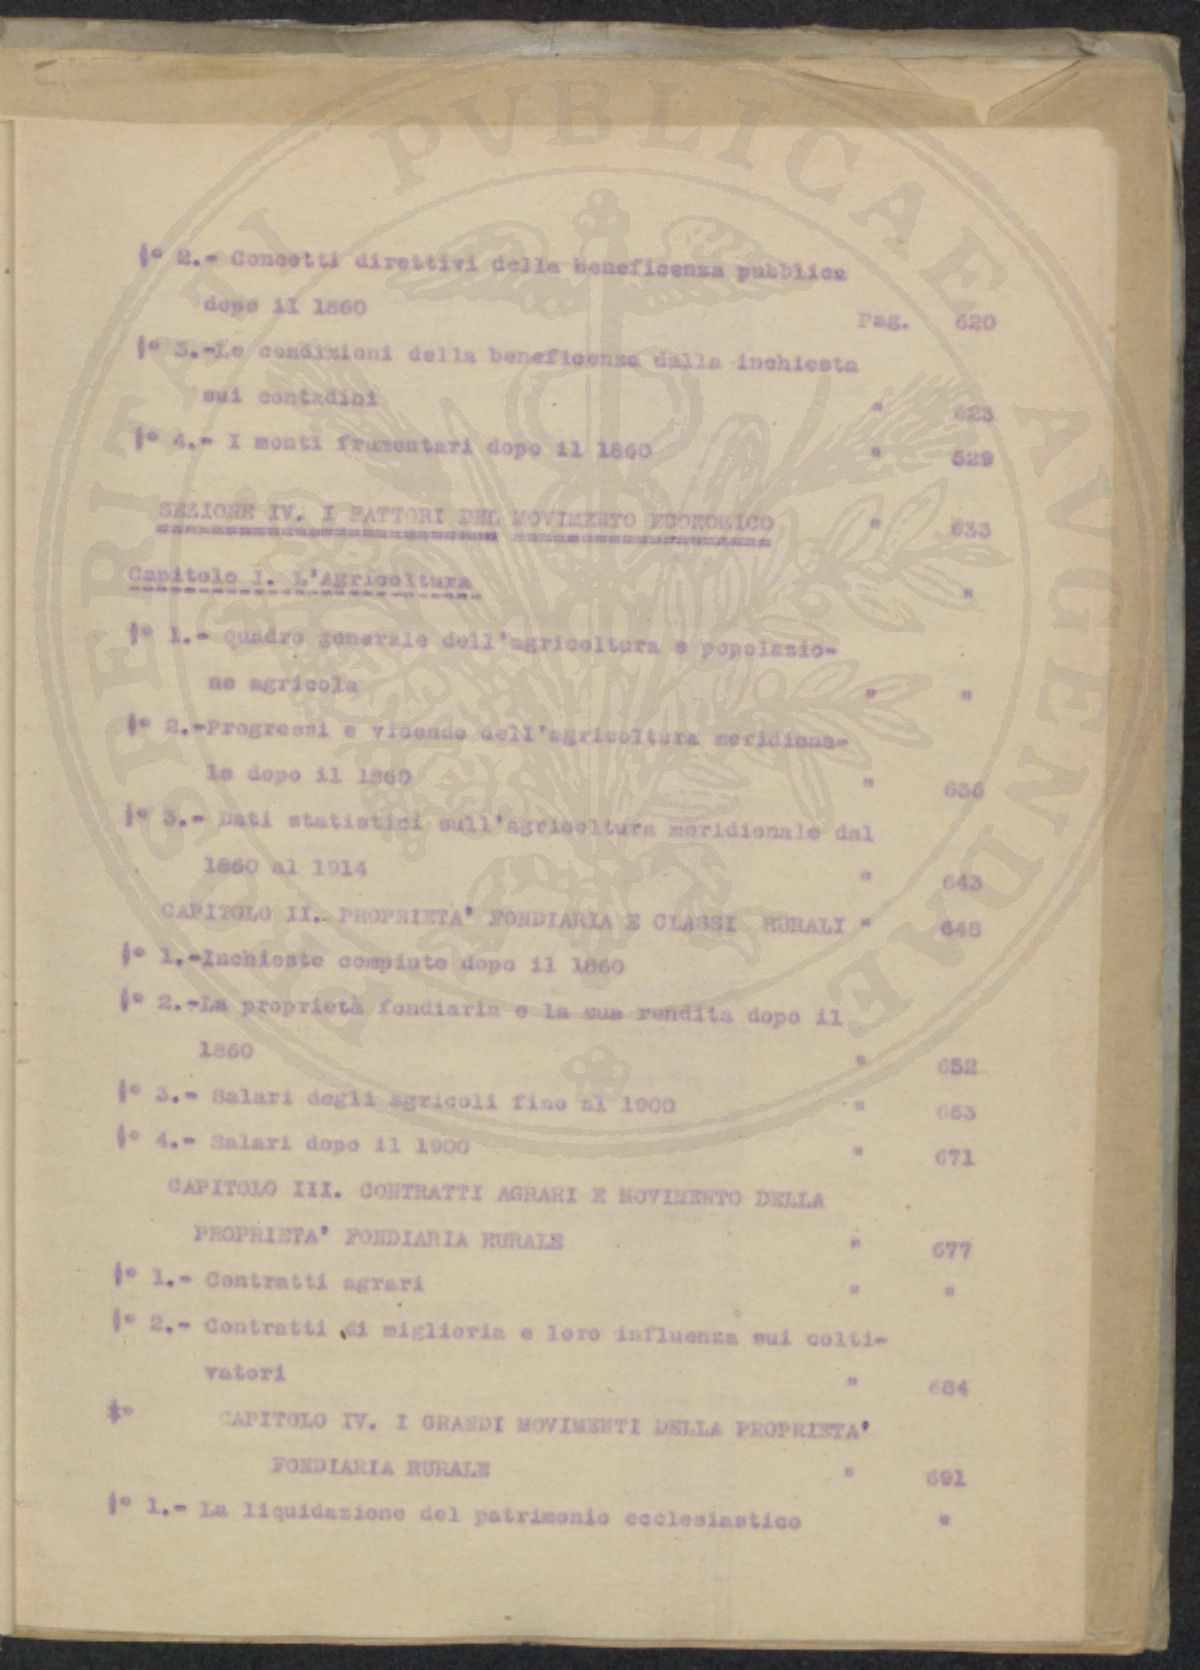 §° 2.- Concetti direttivi della beneficenza pubblica
dopo il 1860 Pag. 620
§° 3.-Le condizioni della beneficenza dalla inchiesta
sui contadini " 623
§° 4.- I monti frumentari dopo il 1860 " 629
SEZIONE IV. I FATTORI DEL MOVIMENTO ECONOMICO " 633
Capitolo I. L'Agricoltura "
§° 1.- Quadro generale dell'agricoltura e popolazio-
ne agricola " "
§° 2.-Progressi e vicende dell'agricoltura meridiona-
le dopo il 1860 " 636
§° 3.- Dati statistici sull'agricoltura meridionale dal
1860 al 1914 " 643
CAPITOLO II. PROPRIETA' FONDIARIA E CLASSI RURALI " 648
§° 1.-Inchieste compiute dopo il 1860
§° 2.-La proprietà fondiaria e la sua rendita dopo il
1860 " 652
§° 3.- Salari degli agricoli fino al 1900 " 663
§° 4.- Salari dopo il 1900 " 671
CAPITOLO III. CONTRATTI AGRARI E MOVIMENTO DELLA
PROPRIETA' FONDIARIA RURALE " 677
§° 1.- Contratti agrari " "
§° 2.- Contratti di miglioria e loro influenza sui colti-
vatori " 684
§° CAPITOLO IV. I GRANDI MOVIMENTI DELLA PROPRIETA'
FONDIARIA RURALE " 691
§° 1.- La liquidazione del patrimonio ecclesiastico "
PROSPERITATI PVBLICAE AVGENDAE